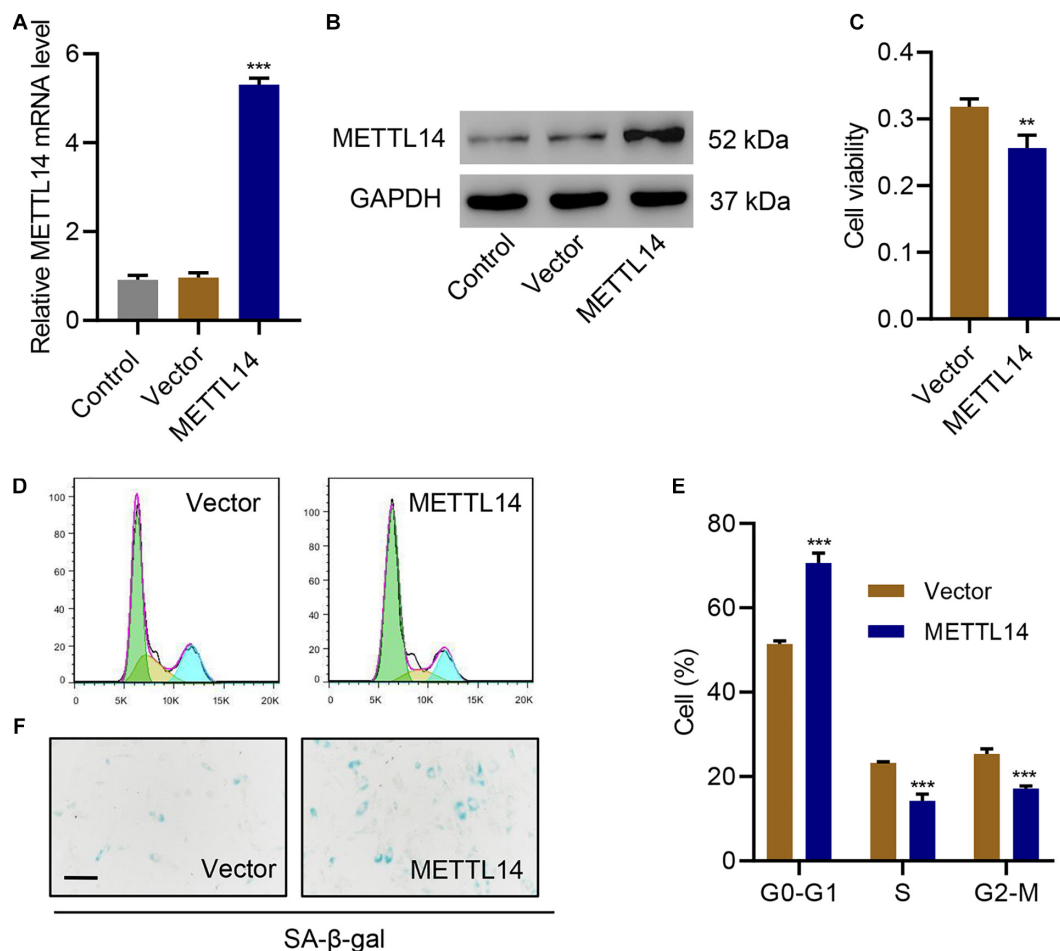 A
Relative METTL14 mRNA level
6
4
2
0
***
Control
Vector
METTL14
B
METTL14
52 kDa
GAPDH
37 kDa
Control
Vector
METTL14
C
Cell viability
0.4
0.3
0.2
0.1
0.0
**
Vector
METTL14
D
Vector
100
80
60
40
20
0
0
5K
10K
15K
20K
METTL14
120
100
80
60
40
20
0
0
5K
10K
15K
20K
E
Cell (%)
80
60
40
20
0
***
***
***
Vector
METTL14
G0-G1
S
G2-M
F
Vector
METTL14
SA-β-gal